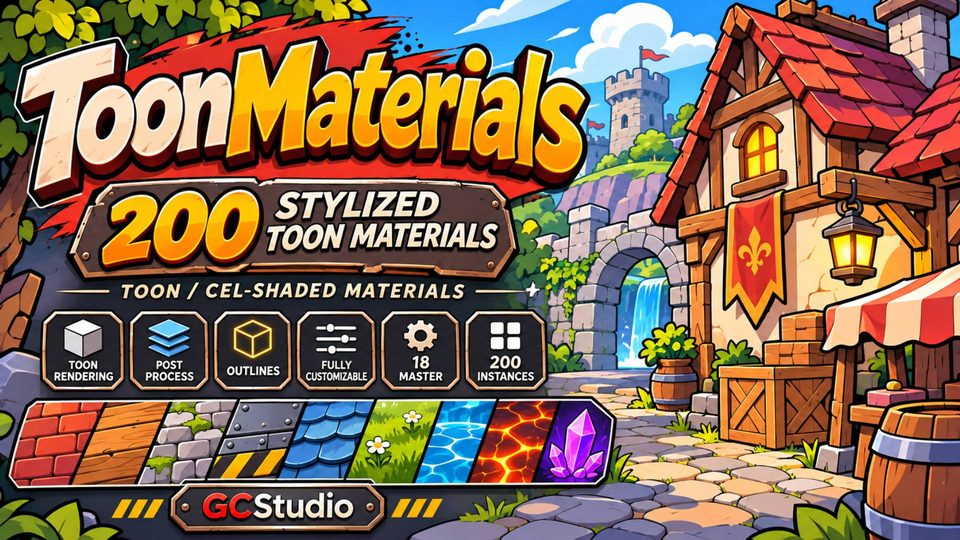 ToonMaterials
200 STYLIZED
TOON MATERIALS
TOON / CEL-SHADED MATERIALS
TOON
RENDERING
POST
PROCESS
OUTLINES
FULLY
CUSTOMIZABLE
18
MASTER
200
INSTANCES
GCStudio